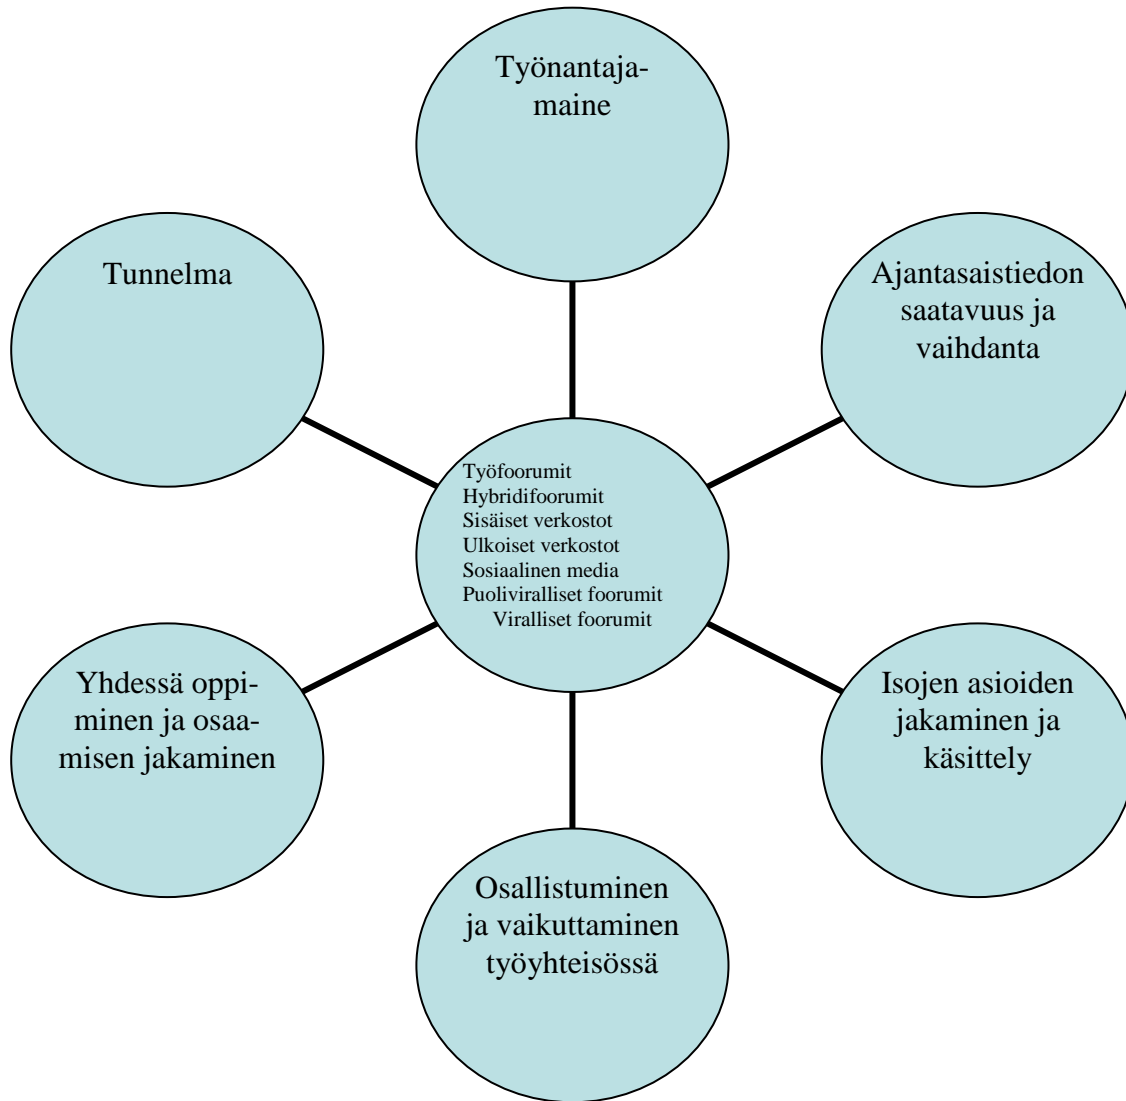 Työnantaja-
maine
Tunnelma
Ajantasaistiedon
saatavuus ja
vaihdanta
Työfoorumit
Hybridifoorumit
Sisäiset verkostot
Ulkoiset verkostot
Sosiaalinen media
Puoliviralliset foorumit
Viralliset foorumit
Yhdessä oppi-
minen ja osaa-
misen jakaminen
Isojen asioiden
jakaminen ja
käsittely
Osallistuminen
ja vaikuttaminen
työyhteisössä